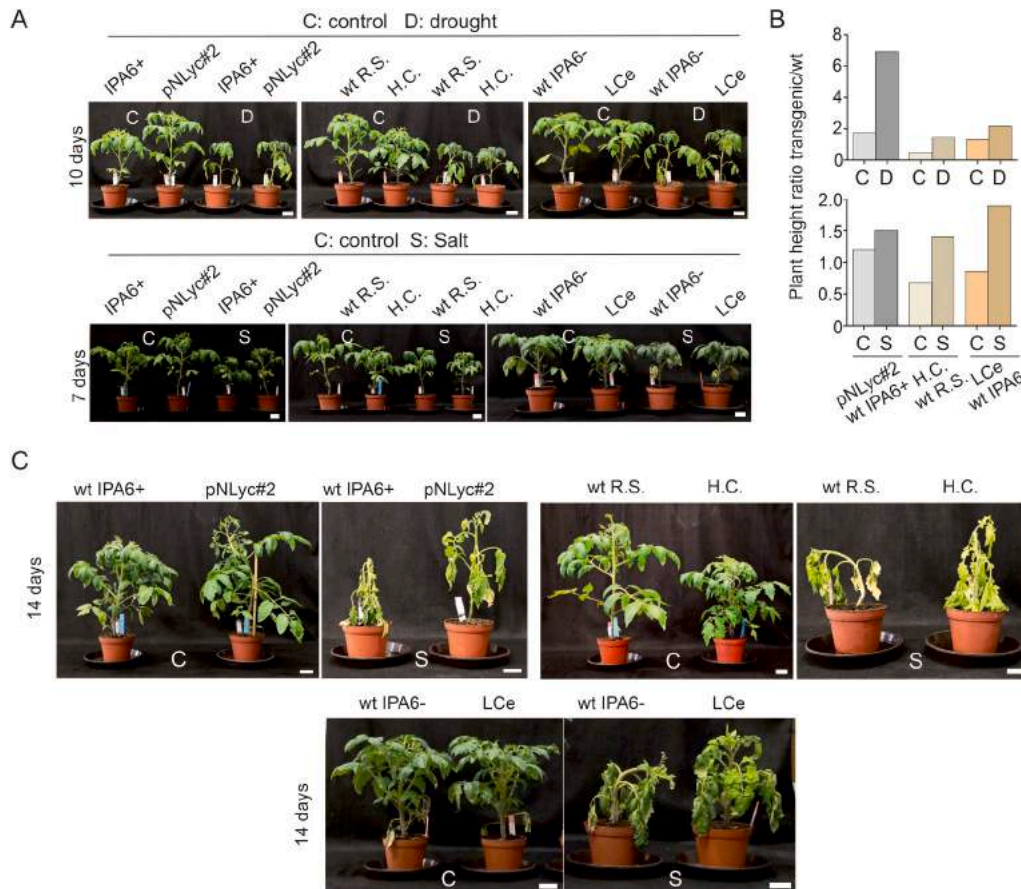 A
C: control D: drought
IPA6+ pNLyc#2 IPA6+ pNLyc#2 wt R.S. H.C. wt R.S. H.C. wt IPA6- LCe wt IPA6- LCe
10 days
C D C D C D
C: control S: Salt
IPA6+ pNLyc#2 IPA6+ pNLyc#2 wt R.S. H.C. wt R.S. H.C. wt IPA6- LCe wt IPA6- LCe
7 days
C S C S C S
B
Plant height ratio transgenic/wt
8
6
4
2
0
C D C D C D
2.0
1.5
1.0
0.5
0.0
C S C S C S
pNLyc#2 H.C. LCe
wt IPA6+ wt R.S. wt IPA6
C
wt IPA6+ pNLyc#2 wt IPA6+ pNLyc#2 wt R.S. H.C. wt R.S. H.C.
14 days
C S C S
wt IPA6- LCe wt IPA6- LCe
14 days
C S